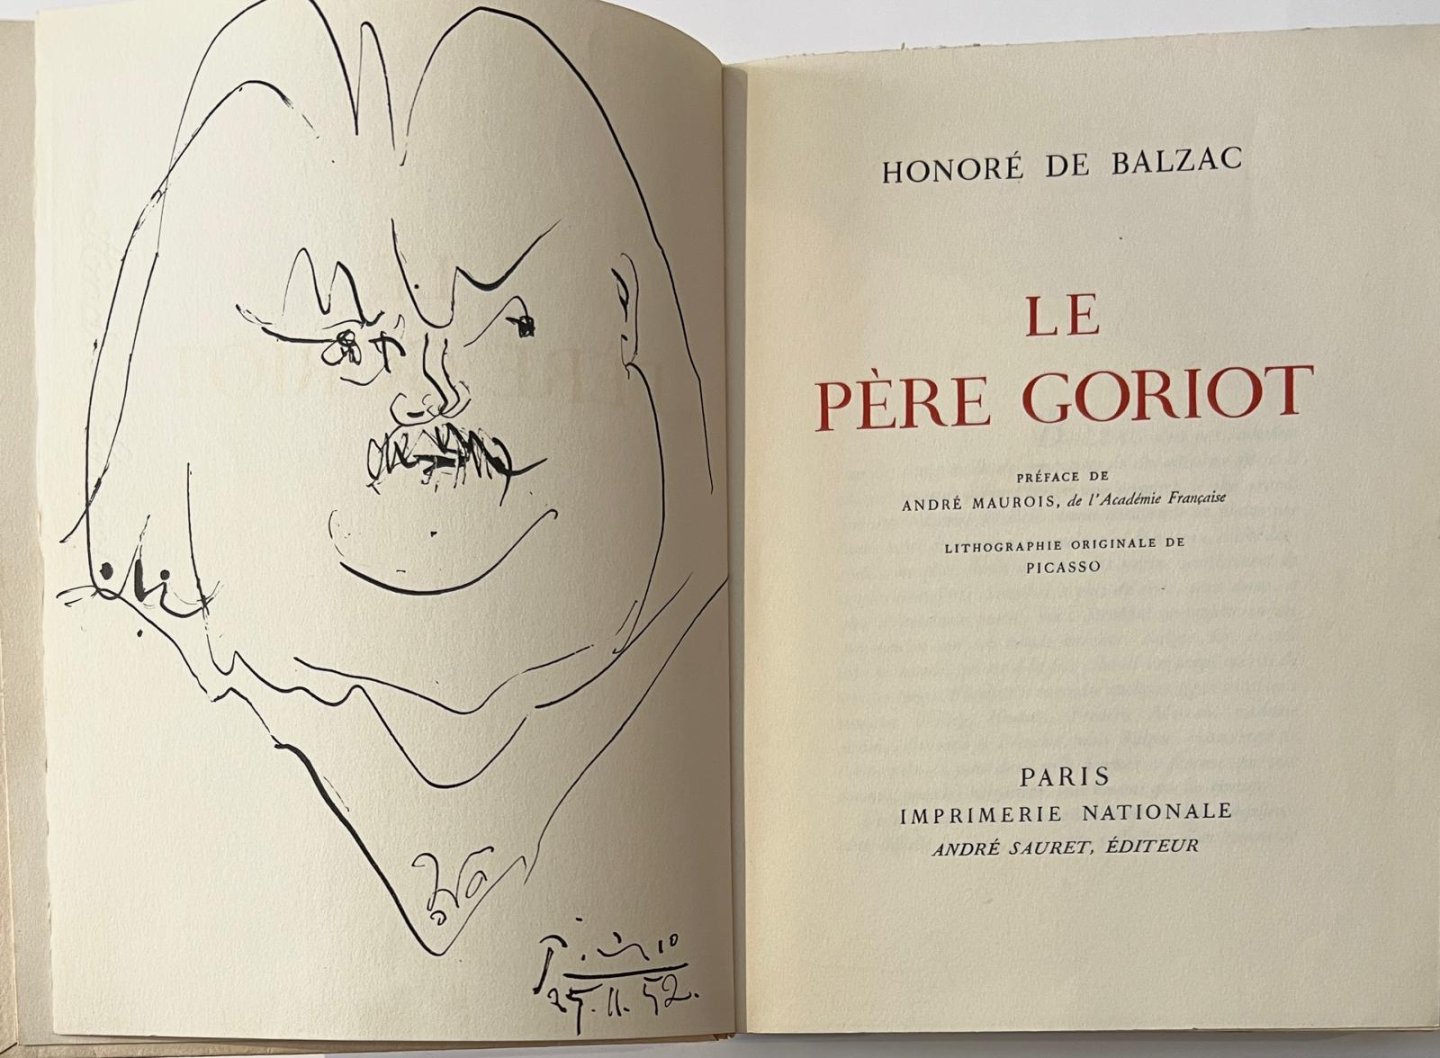 Picasso
25.11.52.
HONORÉ DE BALZAC
LE
PÈRE GORIOT
PRÉFACE DE
ANDRÉ MAUROIS, de l'Académie Française
LITHOGRAPHIE ORIGINALE DE
PICASSO
PARIS
IMPRIMERIE NATIONALE
ANDRÉ SAURET, ÉDITEUR